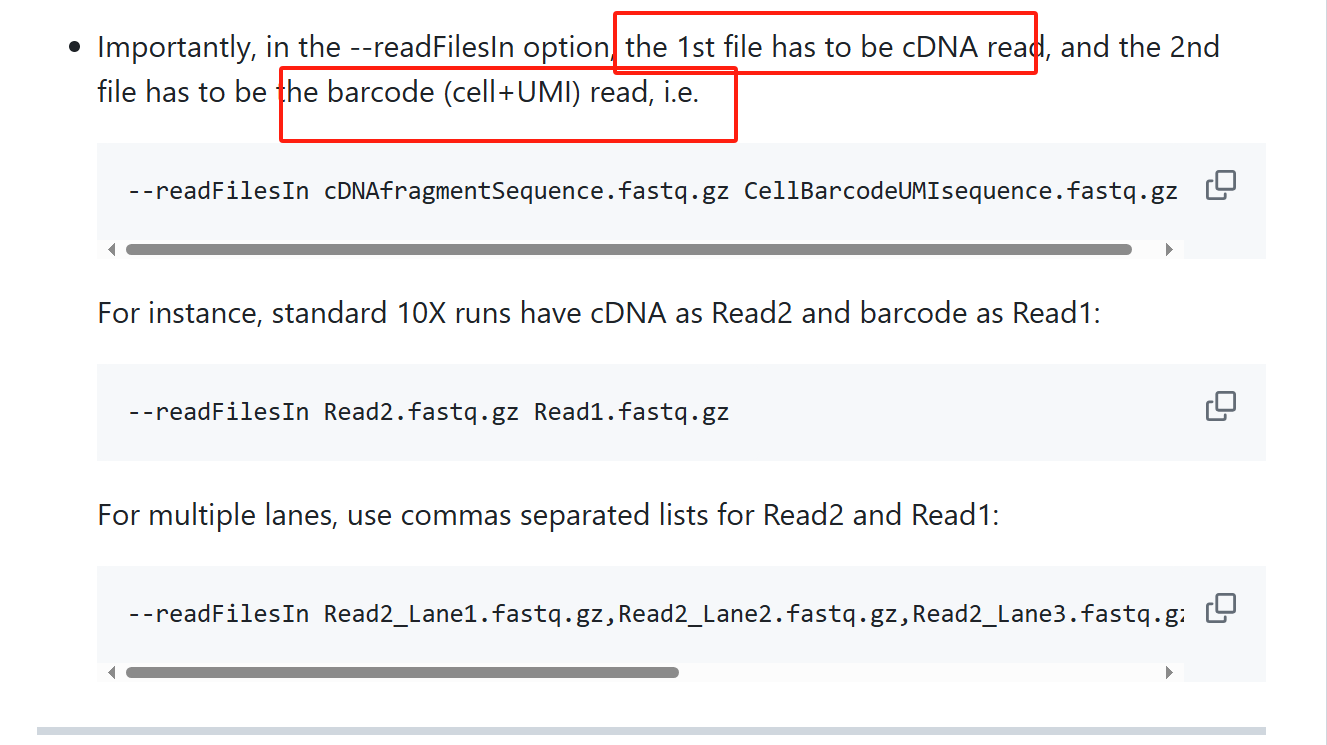 Importantly, in the --readFilesIn option, the 1st file has to be cDNA read, and the 2nd
file has to be the barcode (cell+UMI) read, i.e.
--readFilesIn cDNAfragmentSequence.fastq.gz CellBarcodeUMIsequence.fastq.gz
For instance, standard 10X runs have cDNA as Read2 and barcode as Read1:
--readFilesIn Read2.fastq.gz Read1.fastq.gz
For multiple lanes, use commas separated lists for Read2 and Read1:
--readFilesIn Read2_Lane1.fastq.gz,Read2_Lane2.fastq.gz,Read2_Lane3.fastq.gz